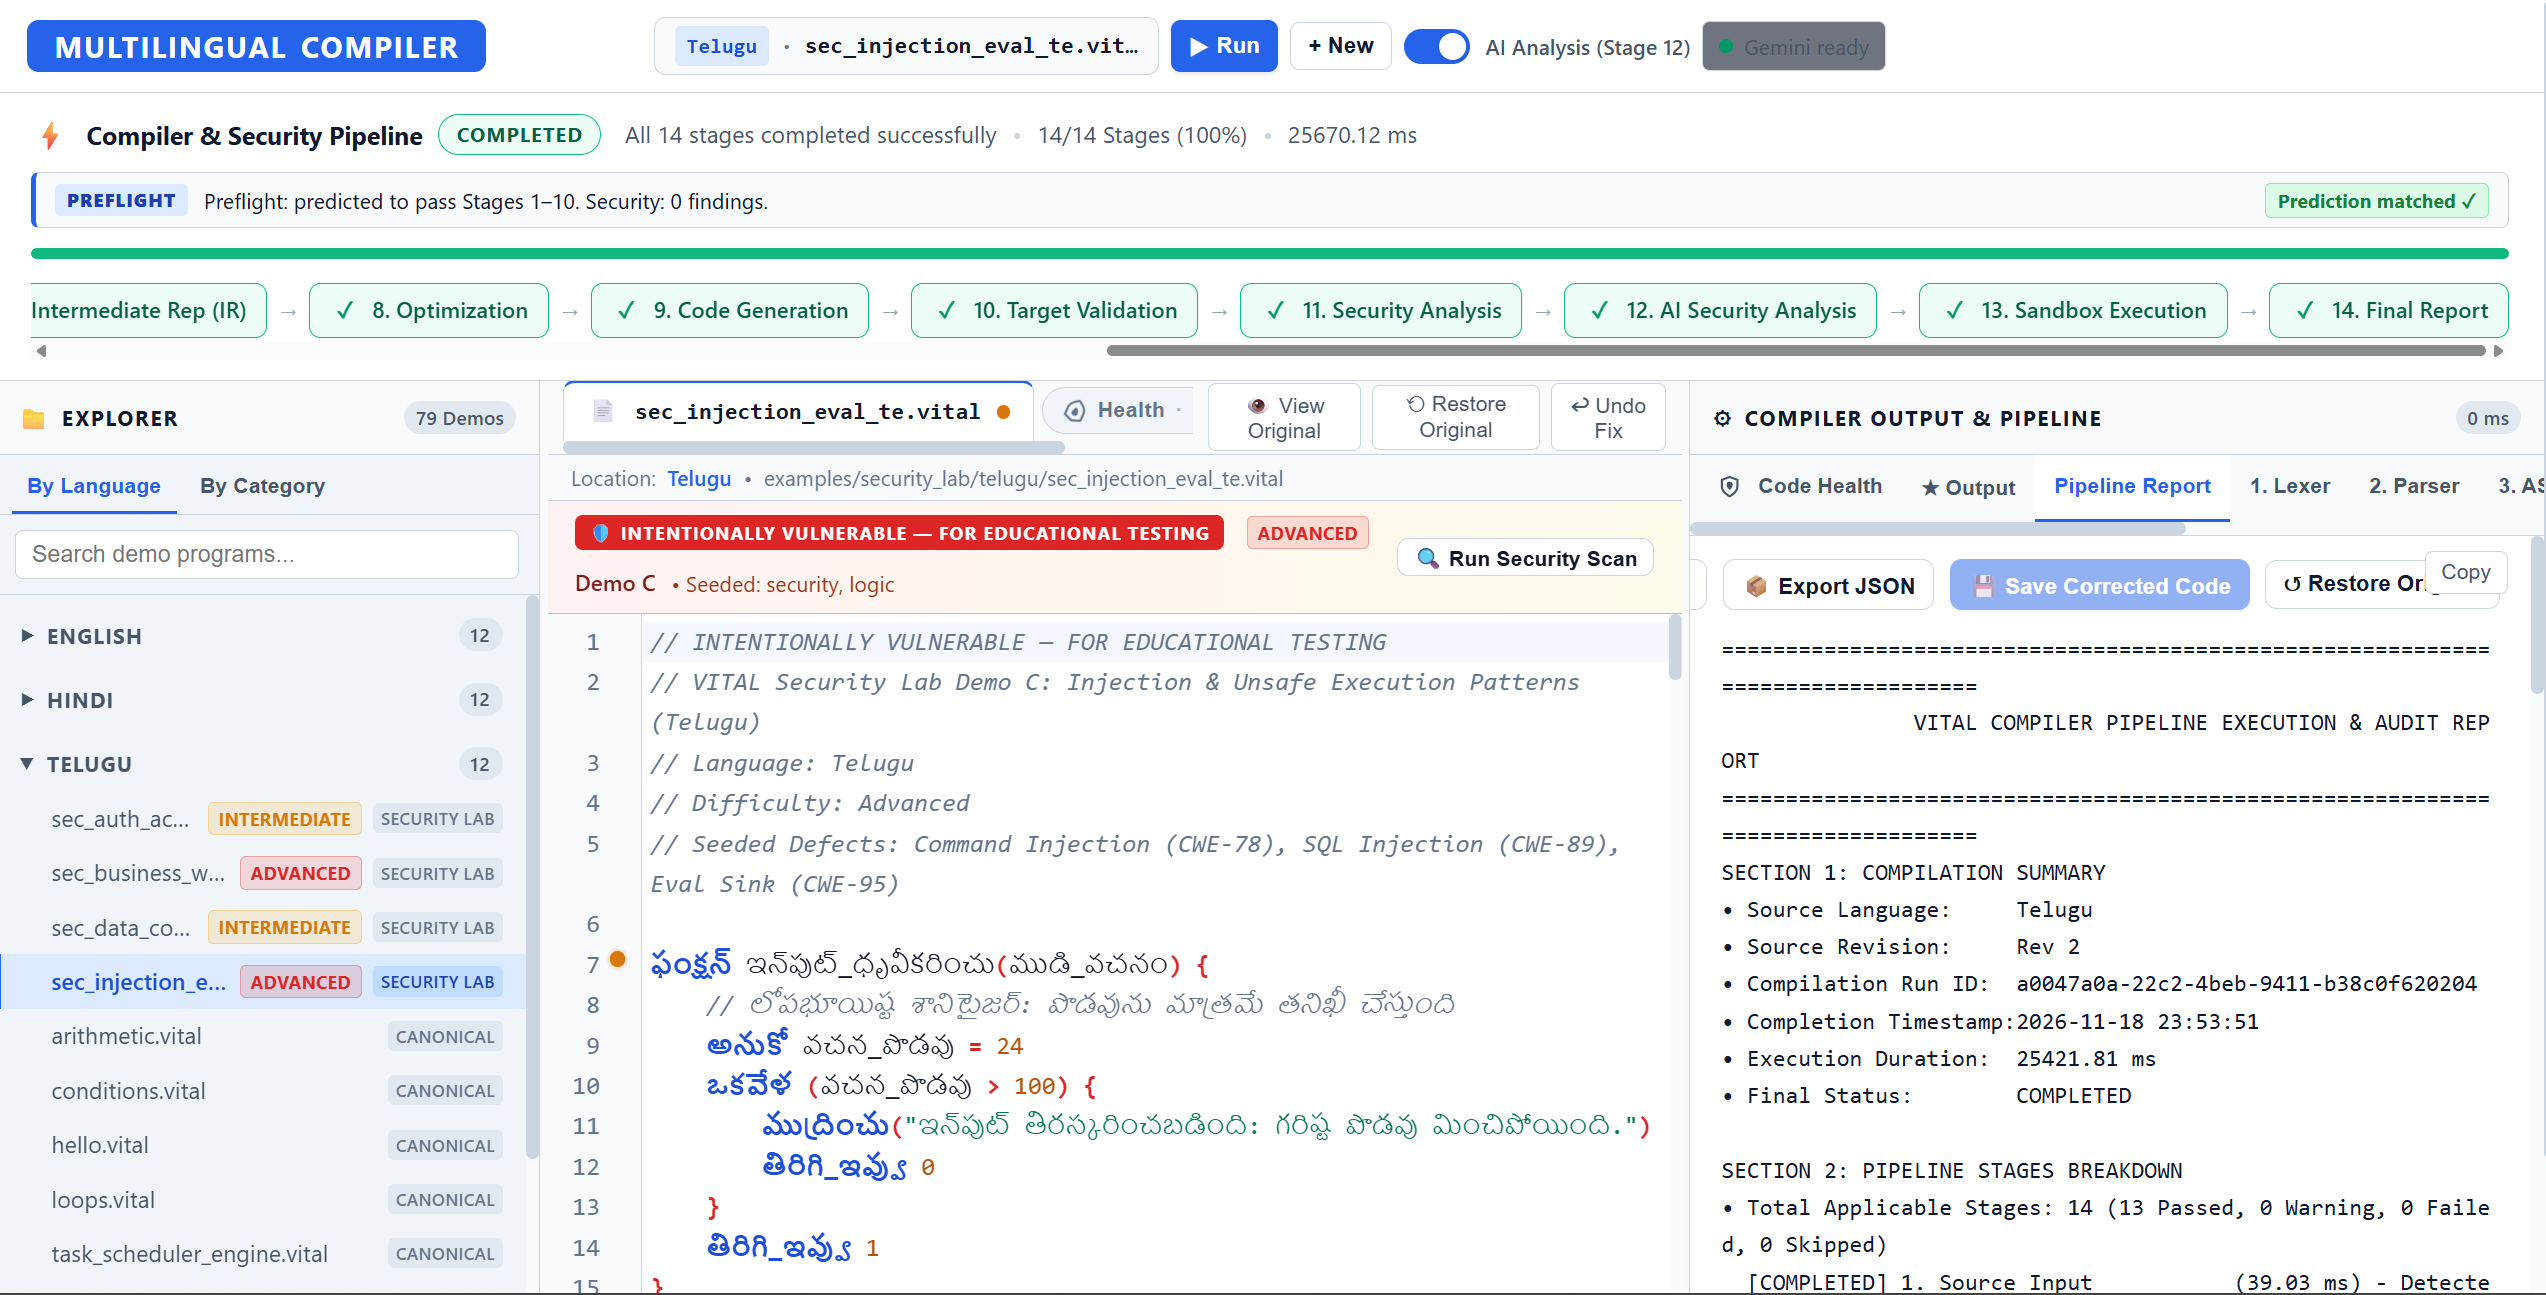 MULTILINGUAL COMPILER
Telugu · sec_injection_eval_te.vit…
▶ Run
+ New
AI Analysis (Stage 12)
Gemini ready
Compiler & Security Pipeline
COMPLETED
All 14 stages completed successfully • 14/14 Stages (100%) • 25670.12 ms
PREFLIGHT
Preflight: predicted to pass Stages 1–10. Security: 0 findings.
Prediction matched ✓
Intermediate Rep (IR) →
✓ 8. Optimization →
✓ 9. Code Generation →
✓ 10. Target Validation →
✓ 11. Security Analysis →
✓ 12. AI Security Analysis →
✓ 13. Sandbox Execution →
✓ 14. Final Report
EXPLORER
79 Demos
By Language
By Category
Search demo programs...
▶ ENGLISH 12
▶ HINDI 12
▼ TELUGU 12
sec_auth_ac... INTERMEDIATE SECURITY LAB
sec_business_w... ADVANCED SECURITY LAB
sec_data_co... INTERMEDIATE SECURITY LAB
sec_injection_e... ADVANCED SECURITY LAB
arithmetic.vital CANONICAL
conditions.vital CANONICAL
hello.vital CANONICAL
loops.vital CANONICAL
task_scheduler_engine.vital CANONICAL
sec_injection_eval_te.vital
Health ·
View
Original
Restore
Original
Undo
Fix
Location: Telugu • examples/security_lab/telugu/sec_injection_eval_te.vital
INTENTIONALLY VULNERABLE — FOR EDUCATIONAL TESTING
ADVANCED
Demo C • Seeded: security, logic
Run Security Scan
1 // INTENTIONALLY VULNERABLE — FOR EDUCATIONAL TESTING
2 // VITAL Security Lab Demo C: Injection & Unsafe Execution Patterns
(Telugu)
3 // Language: Telugu
4 // Difficulty: Advanced
5 // Seeded Defects: Command Injection (CWE-78), SQL Injection (CWE-89),
Eval Sink (CWE-95)
6
7 ఫంక్షన్ ఇన్‌పుట్_ధృవీకరించు(ముడి_వచనం) {
8 // లోపభూయిష్ట శానిటైజర్: పొడవును మాత్రమే తనిఖీ చేస్తుంది
9 అనుకో వచన_పొడవు = 24
10 ఒకవేళ (వచన_పొడవు > 100) {
11 ముద్రించు("ఇన్‌పుట్ తిరస్కరించబడింది: గరిష్ట పొడవు మించిపోయింది.")
12 తిరిగి_ఇవ్వు 0
13 }
14 తిరిగి_ఇవ్వు 1
15 }
COMPILER OUTPUT & PIPELINE
0 ms
Code Health
★ Output
Pipeline Report
1. Lexer
2. Parser
3. AS
Export JSON
Save Corrected Code
↺ Restore Ori
Copy
============================================================
====================
VITAL COMPILER PIPELINE EXECUTION & AUDIT REP
ORT
============================================================
====================
SECTION 1: COMPILATION SUMMARY
• Source Language: Telugu
• Source Revision: Rev 2
• Compilation Run ID: a0047a0a-22c2-4beb-9411-b38c0f620204
• Completion Timestamp:2026-11-18 23:53:51
• Execution Duration: 25421.81 ms
• Final Status: COMPLETED
SECTION 2: PIPELINE STAGES BREAKDOWN
• Total Applicable Stages: 14 (13 Passed, 0 Warning, 0 Faile
d, 0 Skipped)
[COMPLETED] 1. Source Input (39.03 ms) - Detecte